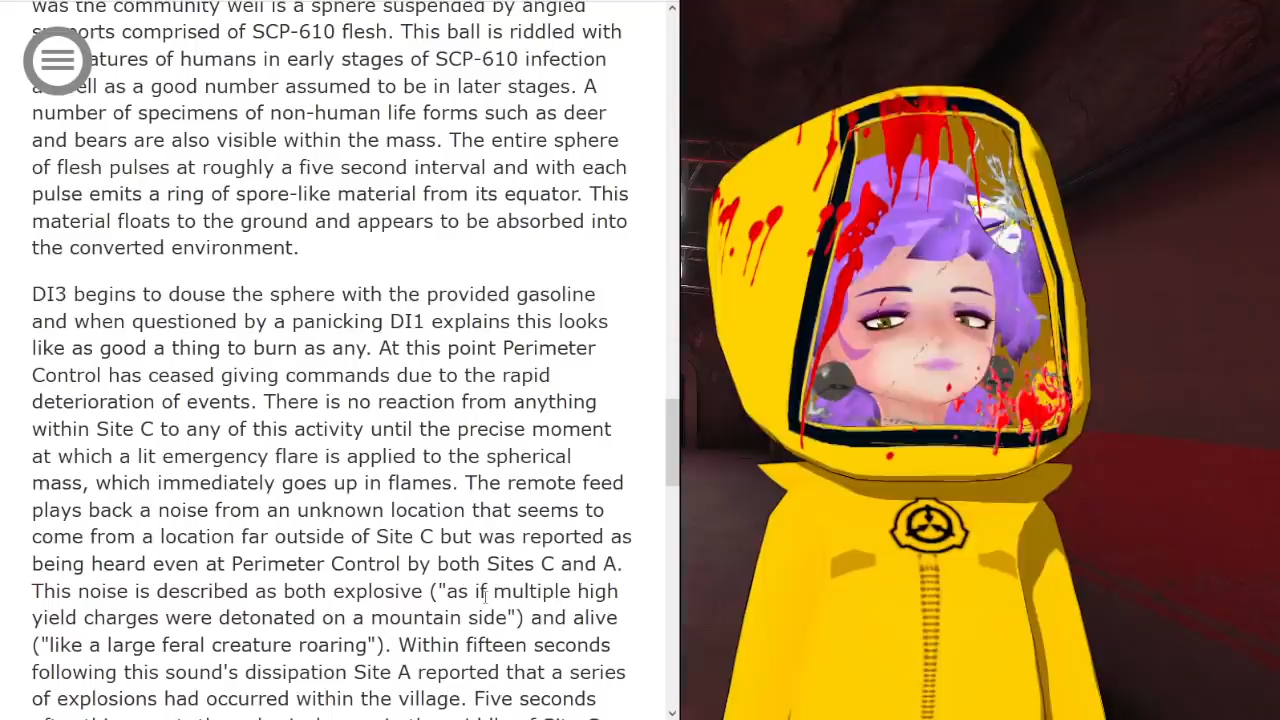 was the community well is a sphere suspended by angled
supports comprised of SCP-610 flesh. This ball is riddled with
of humans in early stages of SCP-610 infection
as well as a good number assumed to be in later stages. A
number of specimens of non-human life forms such as deer
and bears are also visible within the mass. The entire sphere
of flesh pulses at roughly a five second interval and with each
pulse emits a ring of spore-like material from its equator. This
material floats to the ground and appears to be absorbed into
the converted environment.
DI3 begins to douse the sphere with the provided gasoline
and when questioned by a panicking DI1 explains this looks
like as good a thing to burn as any. At this point Perimeter
Control has ceased giving commands due to the rapid
deterioration of events. There is no reaction from anything
within Site C to any of this activity until the precise moment
at which a lit emergency flare is applied to the spherical
mass, which immediately goes up in flames. The remote feed
plays back a noise from an unknown location that seems to
come from a location far outside of Site C but was reported as
being heard even at Perimeter Control by both Sites C and A.
This noise is described as both explosive ("as if multiple high
yield charges were detonated on a mountain side") and alive
("like a large feral creature roaring"). Within fifteen seconds
following the sound's dissipation Site A reported that a series
of explosions had occurred within the village. Five seconds